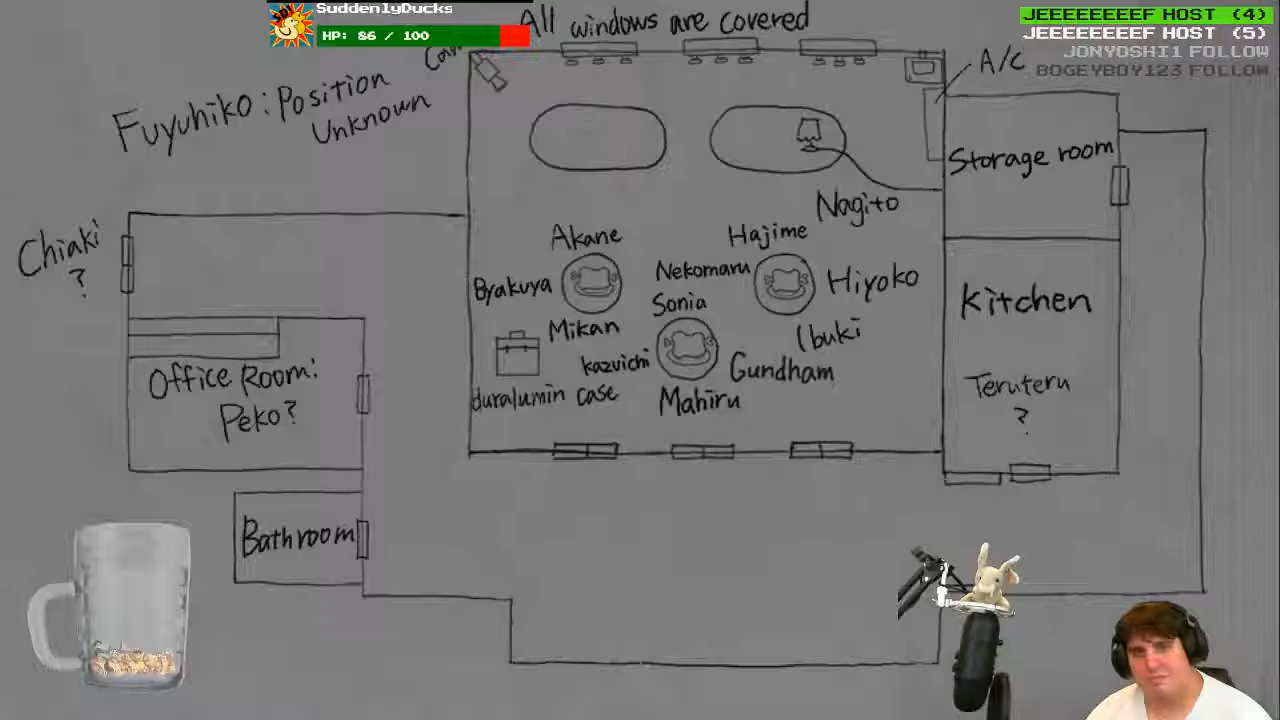 SuddenlyDucks
HP: 86 / 100
JEEEEEEEEF HOST (4)
JEEEEEEEEF HOST (5)
JONYOSHI1 FOLLOW
BOGEYBOY123 FOLLOW
All windows are covered
A/C
Fuyuhiko: Position
Unknown
Storage room
Nagito
Chiaki
?
Akane
Hajime
Byakuya
Nekomaru
Hiyoko
Sonia
Mikan
Ibuki
Kitchen
kazuichi
Gundham
duralumin case
Mahiru
Teruteru
?
Office Room:
Peko?
Bathroom